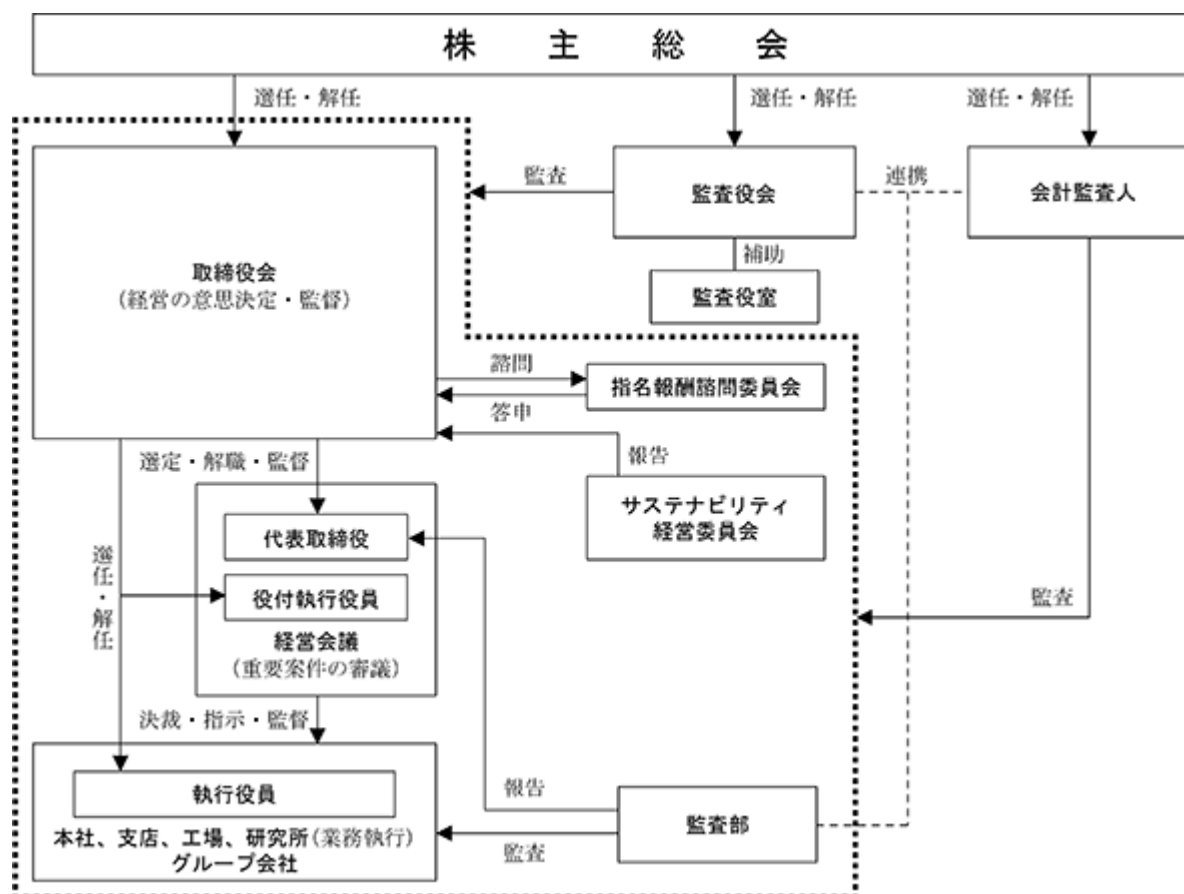 株主総会
選任・解任
選任・解任
選任・解任
取締役会
(経営の意思決定・監督)
監査
監査役会
連携
会計監査人
補助
監査役室
諮問
指名報酬諮問委員会
答申
報告
サステナビリティ
経営委員会
選定・解職・監督
代表取締役
選任・解任
役付執行役員
経営会議
(重要案件の審議)
監査
決裁・指示・監督
執行役員
本社、支店、工場、研究所(業務執行)
グループ会社
報告
監査部
監査